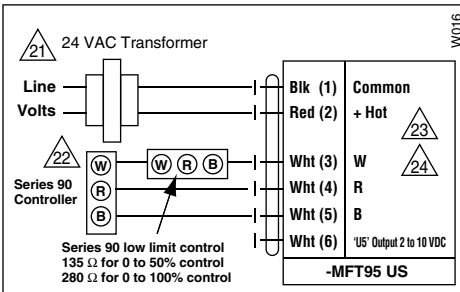 W016
21 24 VAC Transformer
Line
Volts
Blk (1) Common
Red (2) + Hot
23
22
24
W
W R B
Wht (3) W
Series 90
Controller
R
Wht (4) R
B
Wht (5) B
Wht (6) ‘U5’ Output 2 to 10 VDC
Series 90 low limit control
135 Ω for 0 to 50% control
280 Ω for 0 to 100% control
-MFT95 US